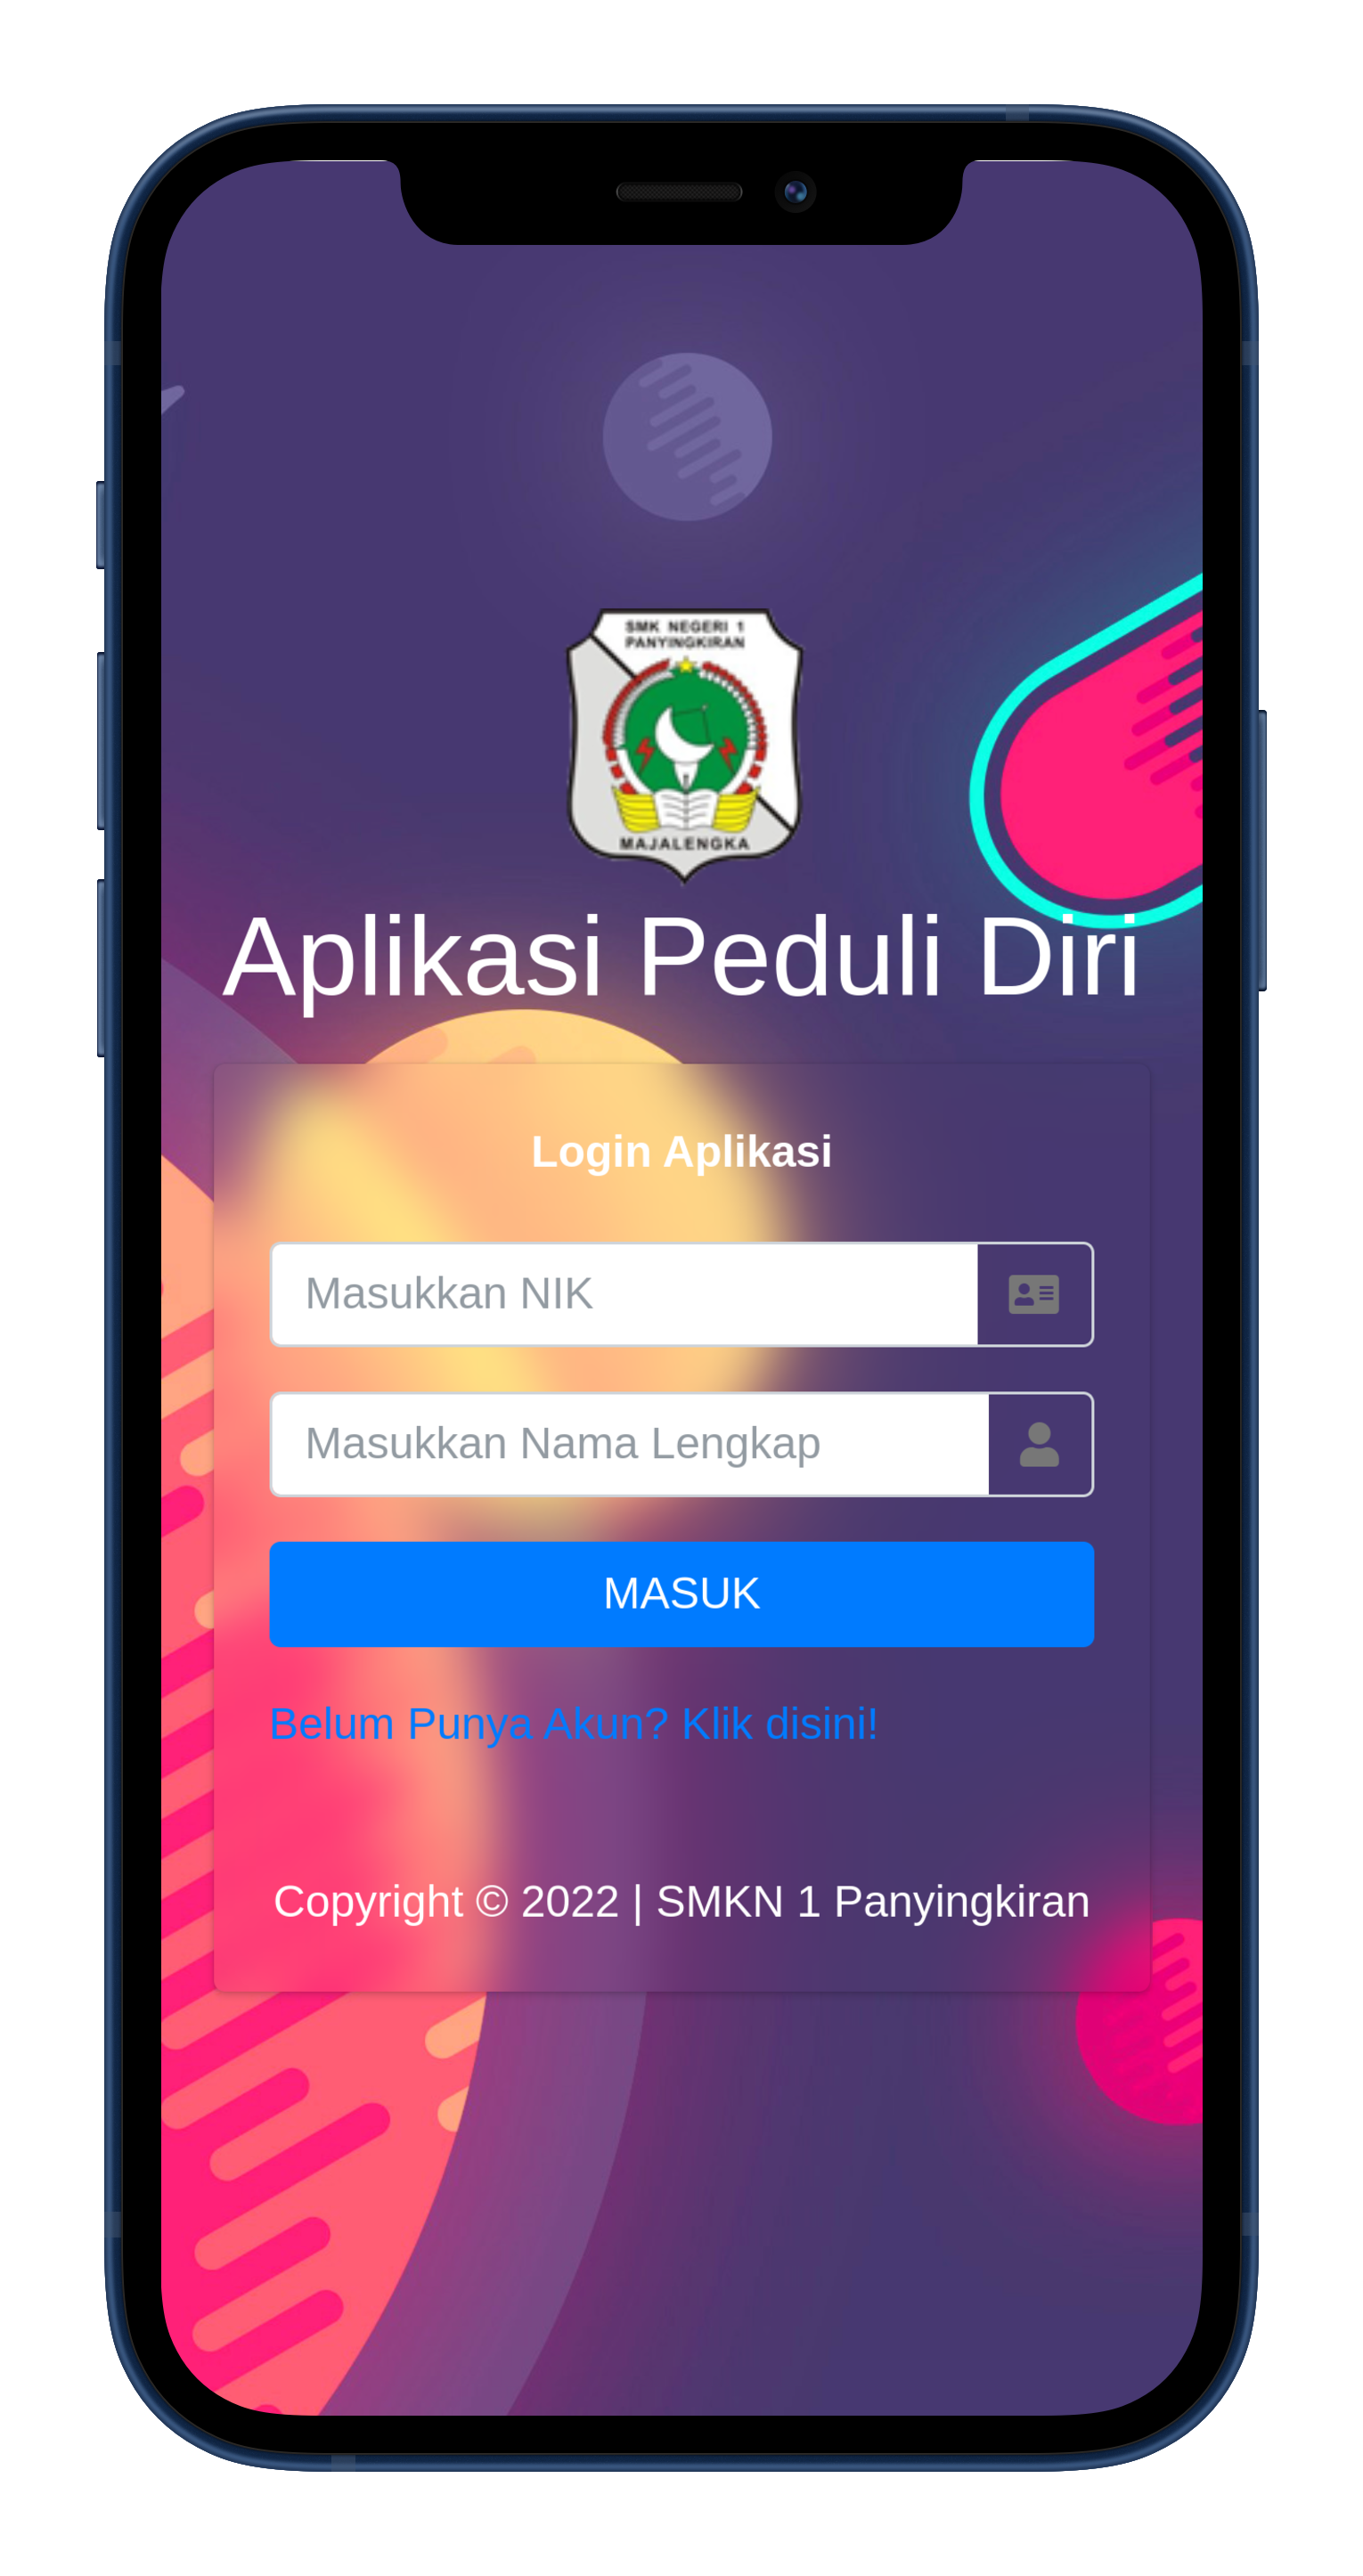 SMK NEGERI 1
PANYINGKIRAN
MAJALENGKA
Aplikasi Peduli Diri
Login Aplikasi
Masukkan NIK
Masukkan Nama Lengkap
MASUK
Belum Punya Akun? Klik disini!
Copyright © 2022 | SMKN 1 Panyingkiran